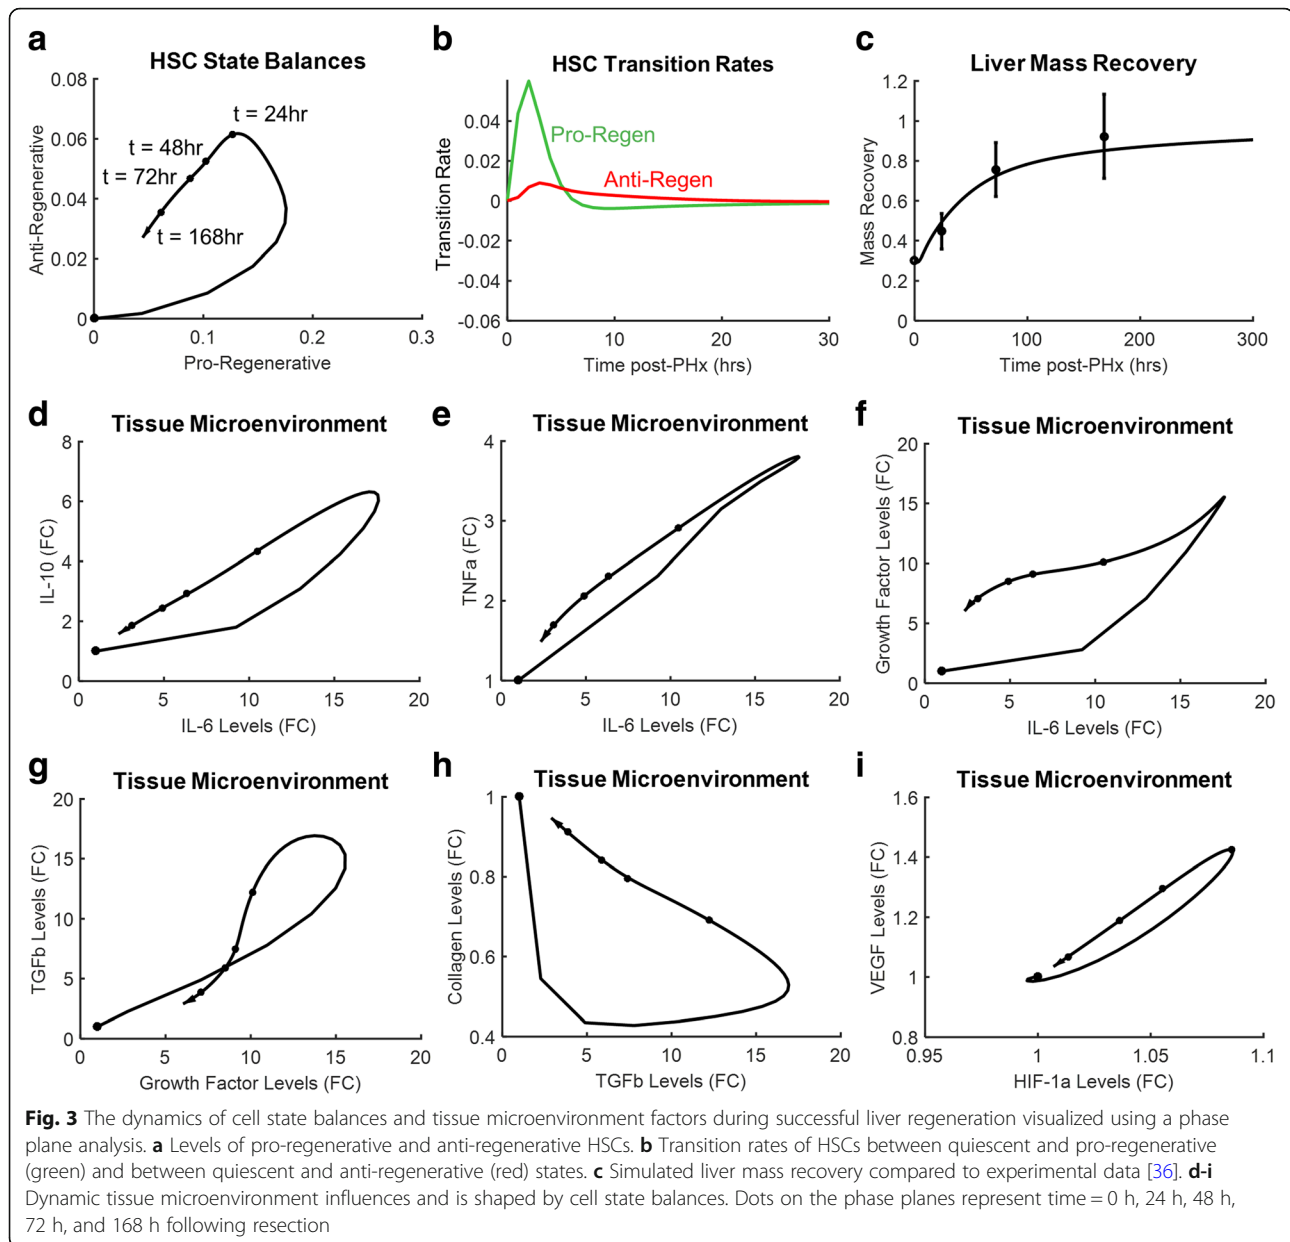 a
HSC State Balances
0.08
0.06
0.04
0.02
0
0
0.1
0.2
0.3
Anti-Regenerative
Pro-Regenerative
t = 24hr
t = 48hr
t = 72hr
t = 168hr
b
HSC Transition Rates
0.04
0.02
0
-0.02
-0.04
-0.06
0
10
20
30
Transition Rate
Time post-PHx (hrs)
Pro-Regen
Anti-Regen
c
Liver Mass Recovery
1.2
1
0.8
0.6
0.4
0.2
0
0
100
200
300
Mass Recovery
Time post-PHx (hrs)
d
Tissue Microenvironment
8
6
4
2
0
0
5
10
15
20
IL-10 (FC)
IL-6 Levels (FC)
e
Tissue Microenvironment
4
3
2
1
0
5
10
15
20
TNFa (FC)
IL-6 Levels (FC)
f
Tissue Microenvironment
20
15
10
5
0
0
5
10
15
20
Growth Factor Levels (FC)
IL-6 Levels (FC)
g
Tissue Microenvironment
20
15
10
5
0
0
5
10
15
20
TGFb Levels (FC)
Growth Factor Levels (FC)
h
Tissue Microenvironment
1
0.8
0.6
0.4
0
5
10
15
20
Collagen Levels (FC)
TGFb Levels (FC)
i
Tissue Microenvironment
1.6
1.4
1.2
1
0.8
0.95
1
1.05
1.1
VEGF Levels (FC)
HIF-1a Levels (FC)
Fig. 3 The dynamics of cell state balances and tissue microenvironment factors during successful liver regeneration visualized using a phase
plane analysis. a Levels of pro-regenerative and anti-regenerative HSCs. b Transition rates of HSCs between quiescent and pro-regenerative
(green) and between quiescent and anti-regenerative (red) states. c Simulated liver mass recovery compared to experimental data [36]. d-i
Dynamic tissue microenvironment influences and is shaped by cell state balances. Dots on the phase planes represent time = 0 h, 24 h, 48 h,
72 h, and 168 h following resection